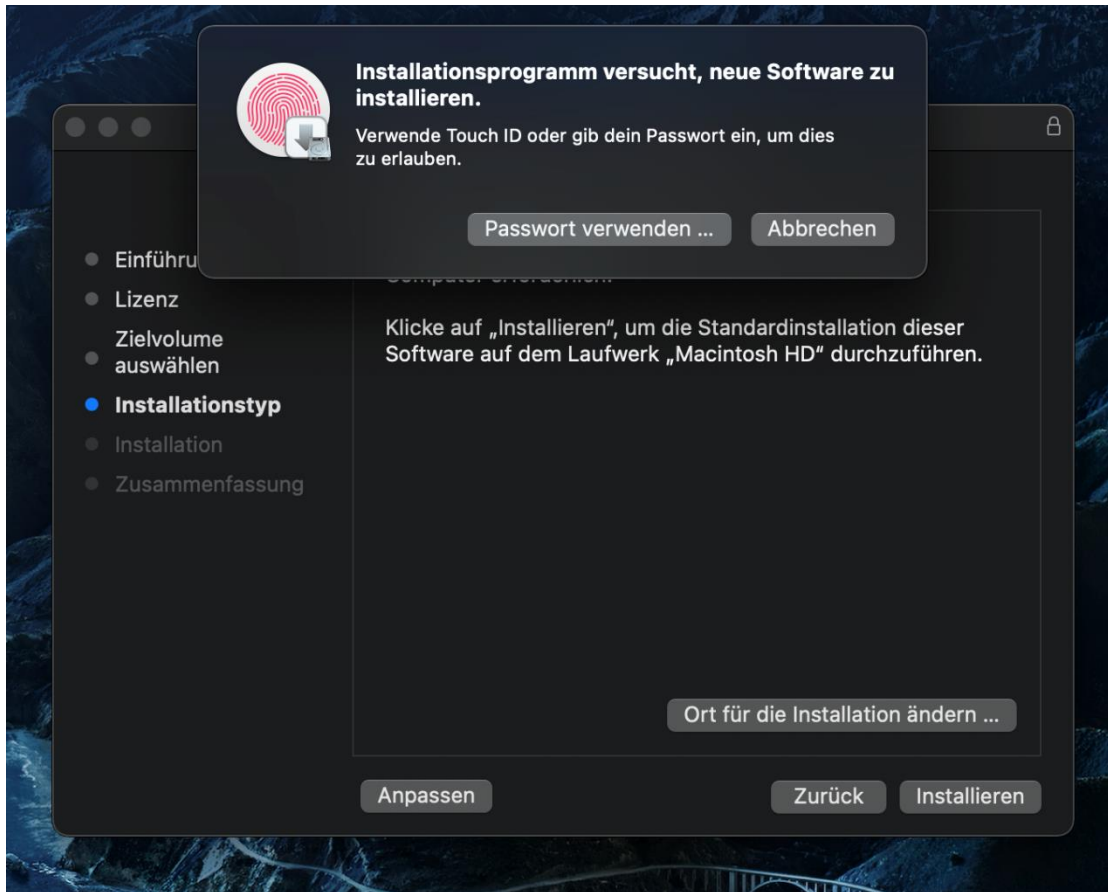 Installationsprogramm versucht, neue Software zu
installieren.
Verwende Touch ID oder gib dein Passwort ein, um dies
zu erlauben.
Passwort verwenden ...
Abbrechen
Einführu
Lizenz
Zielvolume
auswählen
Installationstyp
Installation
Zusammenfassung
Klicke auf „Installieren“, um die Standardinstallation dieser
Software auf dem Laufwerk „Macintosh HD“ durchzuführen.
Ort für die Installation ändern ...
Anpassen
Zurück
Installieren